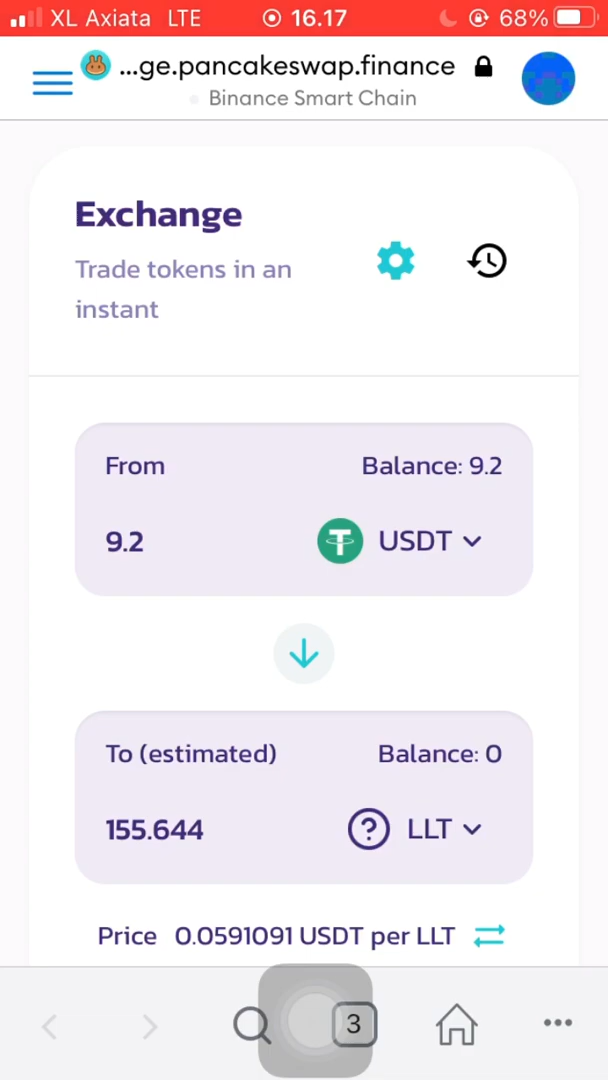 XL Axiata LTE 16.17 68%
...ge.pancakeswap.finance
Binance Smart Chain
Exchange
Trade tokens in an
instant
From Balance: 9.2
9.2 USDT
To (estimated) Balance: 0
155.644 ? LLT
Price 0.0591091 USDT per LLT
3